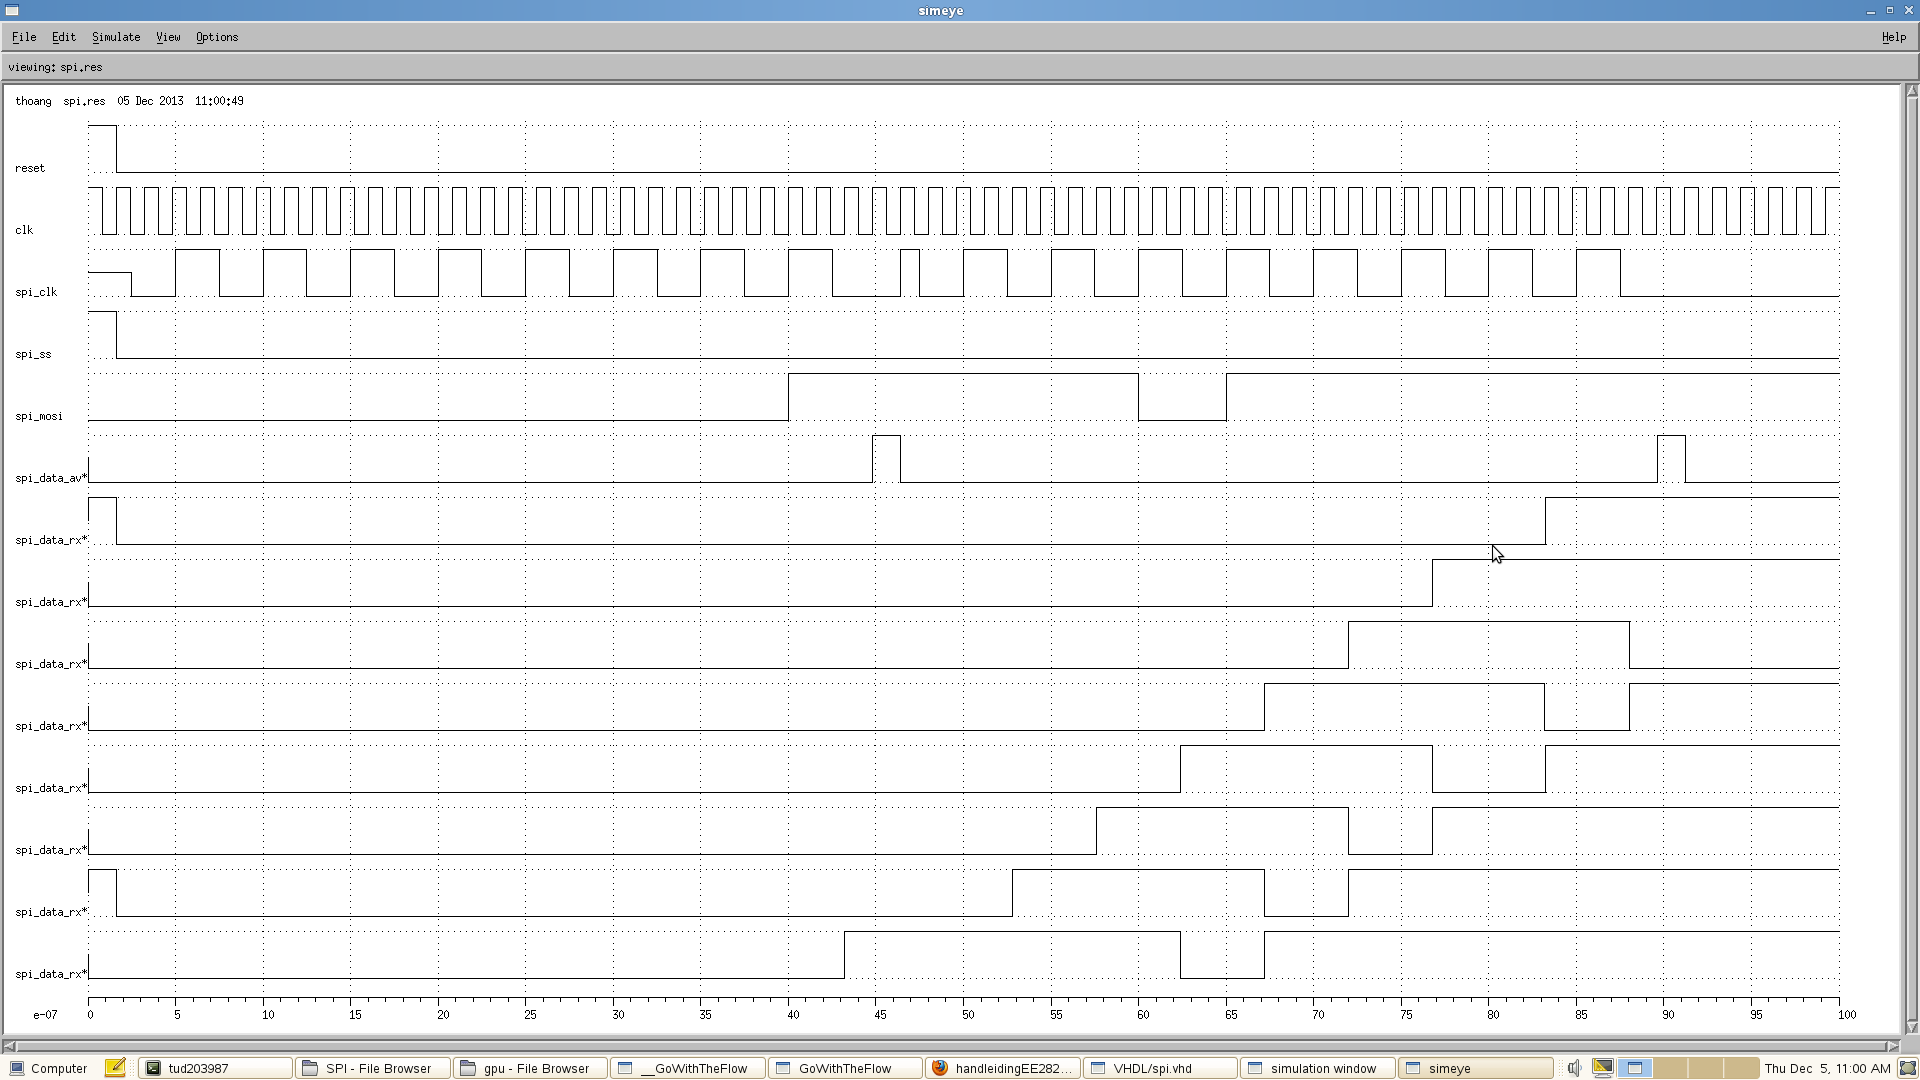 simeye
File Edit Simulate View Options Help
viewing: spi.res
thoang spi.res 05 Dec 2013 11:00:49
reset
clk
spi_clk
spi_ss
spi_mosi
spi_data_av*
spi_data_rx*
spi_data_rx*
spi_data_rx*
spi_data_rx*
spi_data_rx*
spi_data_rx*
spi_data_rx*
spi_data_rx*
e-07 0 5 10 15 20 25 30 35 40 45 50 55 60 65 70 75 80 85 90 95 100
Computer tud203987 SPI - File Browser gpu - File Browser __GoWithTheFlow GoWithTheFlow handleidingEE282... VHDL/spi.vhd simulation window simeye Thu Dec 5, 11:00 AM